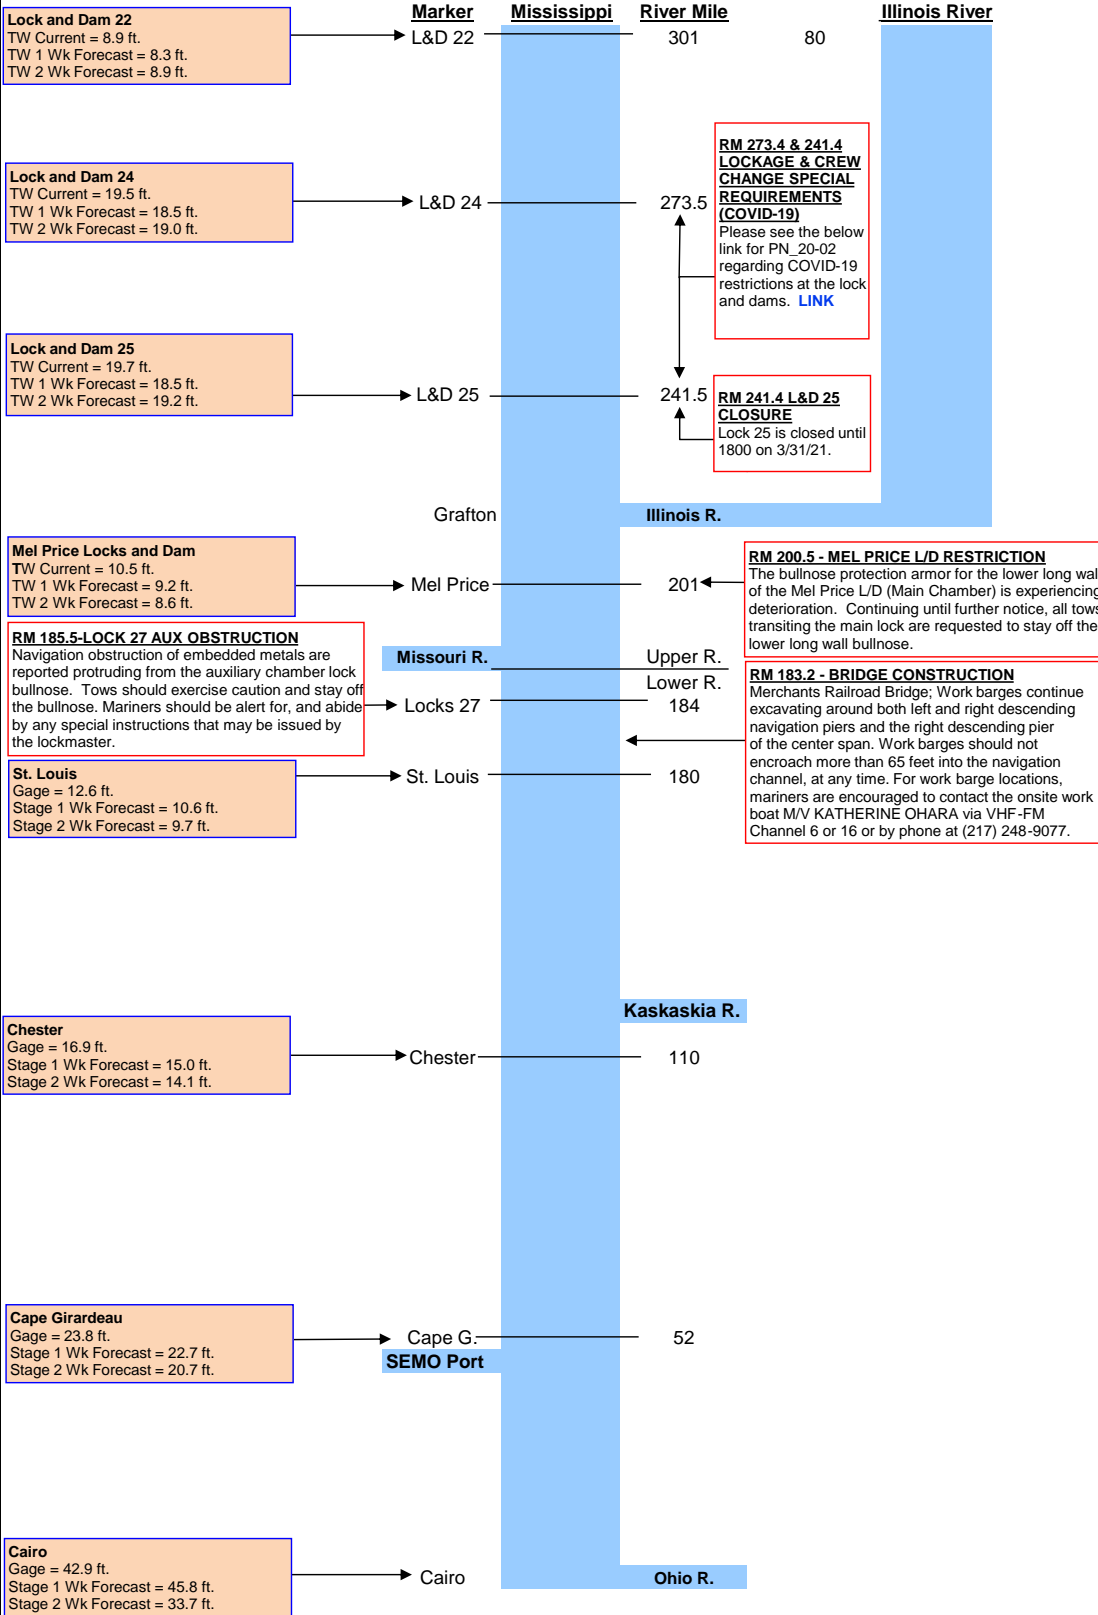 Marker Mississippi River Mile Illinois River
Lock and Dam 22
TW Current = 8.9 ft.
TW 1 Wk Forecast = 8.3 ft.
TW 2 Wk Forecast = 8.9 ft.
L&D 22 301 80
RM 273.4 & 241.4
LOCKAGE & CREW
CHANGE SPECIAL
REQUIREMENTS
(COVID-19)
Please see the below
link for PN_20-02
regarding COVID-19
restrictions at the lock
and dams. LINK
Lock and Dam 24
TW Current = 19.5 ft.
TW 1 Wk Forecast = 18.5 ft.
TW 2 Wk Forecast = 19.0 ft.
L&D 24 273.5
Lock and Dam 25
TW Current = 19.7 ft.
TW 1 Wk Forecast = 18.5 ft.
TW 2 Wk Forecast = 19.2 ft.
L&D 25 241.5
RM 241.4 L&D 25
CLOSURE
Lock 25 is closed until
1800 on 3/31/21.
Grafton Illinois R.
Mel Price Locks and Dam
TW Current = 10.5 ft.
TW 1 Wk Forecast = 9.2 ft.
TW 2 Wk Forecast = 8.6 ft.
Mel Price 201
RM 200.5 - MEL PRICE L/D RESTRICTION
The bullnose protection armor for the lower long wal
of the Mel Price L/D (Main Chamber) is experiencing
deterioration. Continuing until further notice, all tows
transiting the main lock are requested to stay off the
lower long wall bullnose.
RM 185.5-LOCK 27 AUX OBSTRUCTION
Navigation obstruction of embedded metals are
reported protruding from the auxiliary chamber lock
bullnose. Tows should exercise caution and stay off
the bullnose. Mariners should be alert for, and abide
by any special instructions that may be issued by
the lockmaster.
Missouri R. Upper R.
Lower R.
Locks 27 184
RM 183.2 - BRIDGE CONSTRUCTION
Merchants Railroad Bridge; Work barges continue
excavating around both left and right descending
navigation piers and the right descending pier
of the center span. Work barges should not
encroach more than 65 feet into the navigation
channel, at any time. For work barge locations,
mariners are encouraged to contact the onsite work
boat M/V KATHERINE OHARA via VHF-FM
Channel 6 or 16 or by phone at (217) 248-9077.
St. Louis
Gage = 12.6 ft.
Stage 1 Wk Forecast = 10.6 ft.
Stage 2 Wk Forecast = 9.7 ft.
St. Louis 180
Kaskaskia R.
Chester
Gage = 16.9 ft.
Stage 1 Wk Forecast = 15.0 ft.
Stage 2 Wk Forecast = 14.1 ft.
Chester 110
Cape Girardeau
Gage = 23.8 ft.
Stage 1 Wk Forecast = 22.7 ft.
Stage 2 Wk Forecast = 20.7 ft.
Cape G. 52
SEMO Port
Cairo
Gage = 42.9 ft.
Stage 1 Wk Forecast = 45.8 ft.
Stage 2 Wk Forecast = 33.7 ft.
Cairo Ohio R.